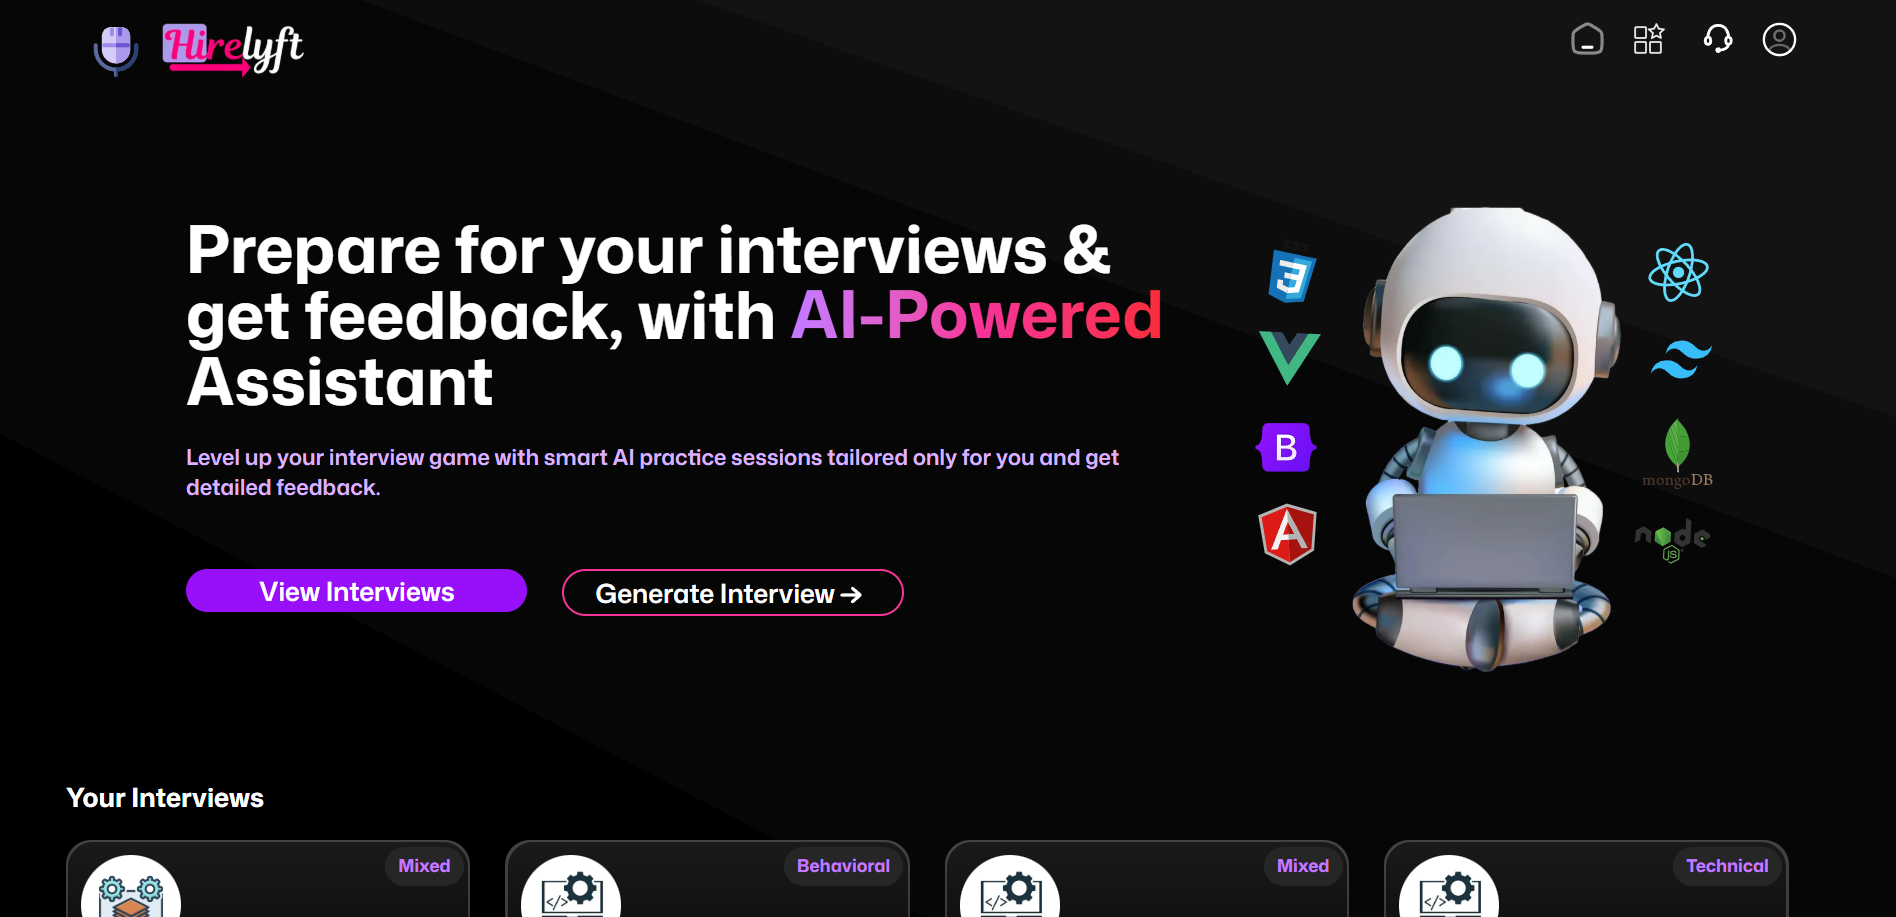 Hirelyft
Prepare for your interviews &
get feedback, with AI-Powered
Assistant
Level up your interview game with smart AI practice sessions tailored only for you and get
detailed feedback.
View Interviews
Generate Interview →
CSS
3
B
A
mongoDB
node
JS
Your Interviews
Mixed
Behavioral
Mixed
Technical
</>
</>
</>